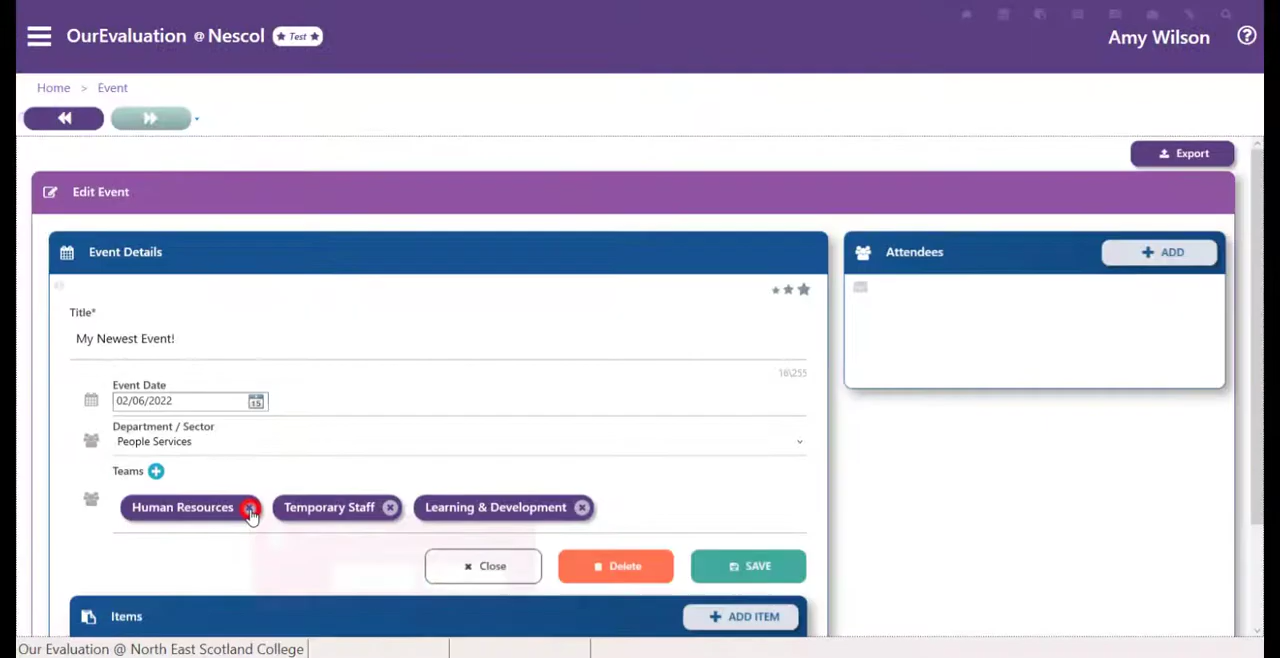 OurEvaluation @ Nescol ★ Test ★
Amy Wilson
Home > Event
Export
Edit Event
Event Details
Attendees
ADD
Title*
My Newest Event!
16\255
Event Date
02/06/2022
15
Department / Sector
People Services
Teams
Human Resources
Temporary Staff
Learning & Development
Close
Delete
SAVE
Items
ADD ITEM
Our Evaluation @ North East Scotland College